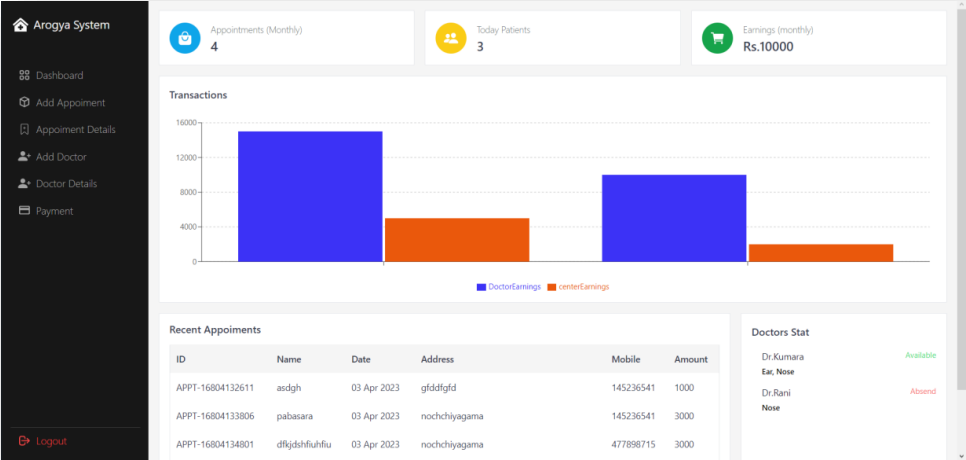 Arogya System
Dashboard
Add Appoiment
Appoiment Details
Add Doctor
Doctor Details
Payment
Logout
Appointments (Monthly)
4
Today Patients
3
Earnings (monthly)
Rs.10000
Transactions
16000
12000
8000
4000
0
DoctorEarnings centerEarnings
Recent Appoiments
ID Name Date Address Mobile Amount
APPT-16804132611 asdgh 03 Apr 2023 gfddfgfd 145236541 1000
APPT-16804133806 pabasara 03 Apr 2023 nochchiyagama 145236541 3000
APPT-16804134801 dfkjdshfiuhfiu 03 Apr 2023 nochchiyagama 477898715 3000
Doctors Stat
Dr.Kumara Available
Ear, Nose
Dr.Rani Absend
Nose